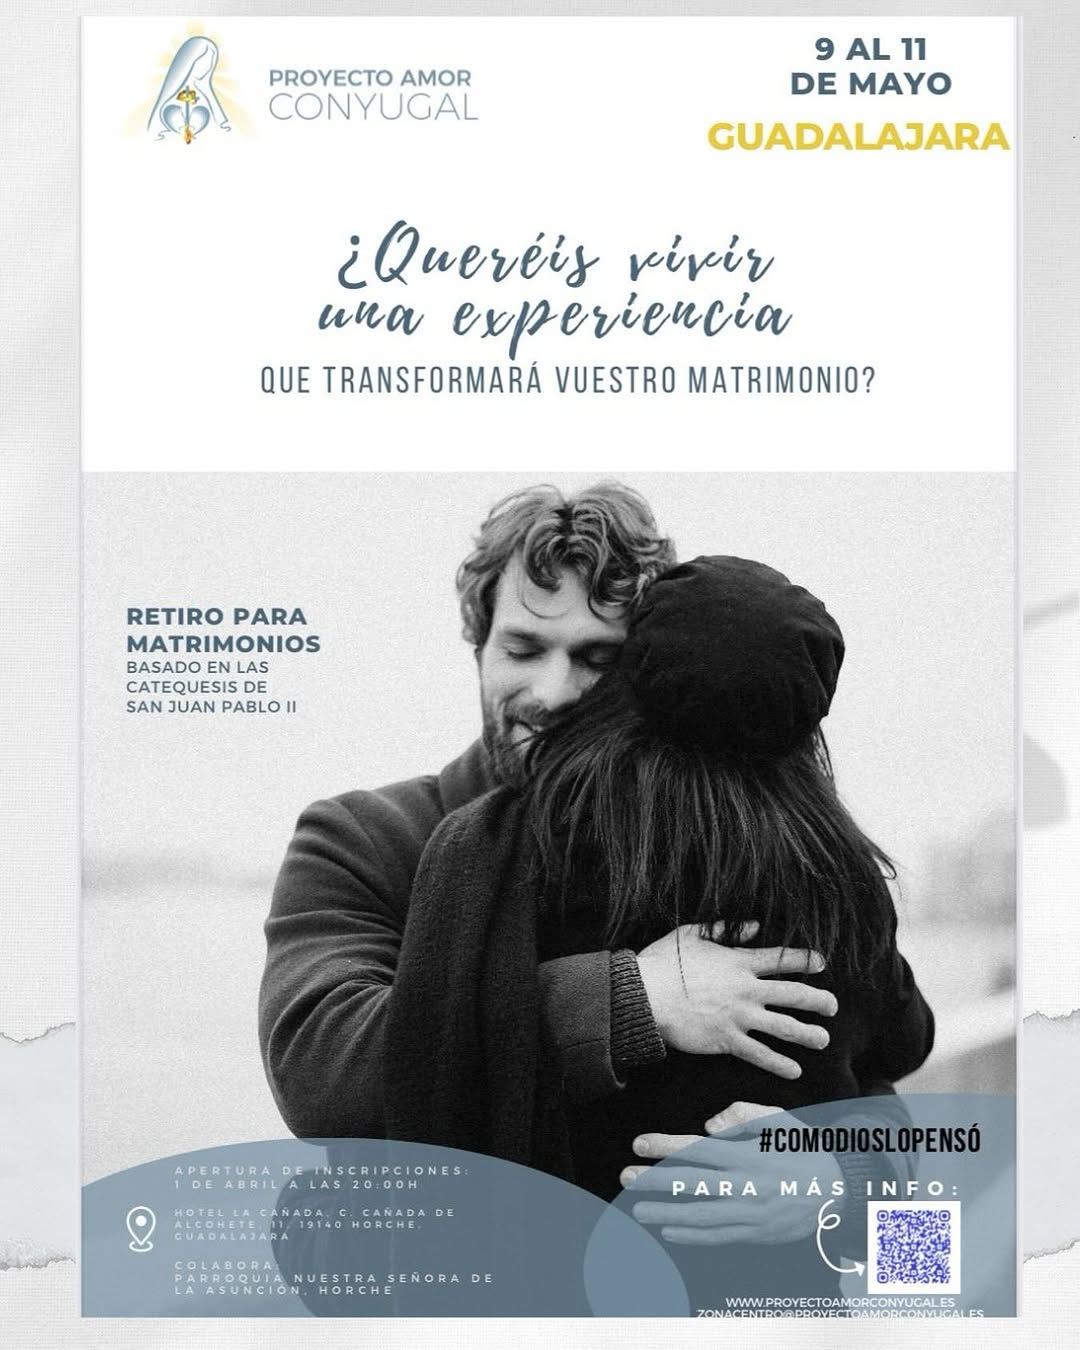 PROYECTO AMOR
CONYUGAL
9 AL 11
DE MAYO
GUADALAJARA
¿Queréis vivir
una experiencia
QUE TRANSFORMARÁ VUESTRO MATRIMONIO?
RETIRO PARA
MATRIMONIOS
BASADO EN LAS
CATEQUESIS DE
SAN JUAN PABLO II
#COMODIOSLOPENSÓ
APERTURA DE INSCRIPCIONES:
1 DE ABRIL A LAS 20:00H
HOTEL LA CAÑADA. C. CAÑADA DE
ALCOHETE, 11, 19140 HORCHE,
GUADALAJARA
COLABORA:
PARROQUIA NUESTRA SEÑORA DE
LA ASUNCIÓN, HORCHE
PARA MÁS INFO:
WWW.PROYECTOAMORCONYUGAL.ES
ZONACENTRO@PROYECTOAMORCONYUGAL.ES